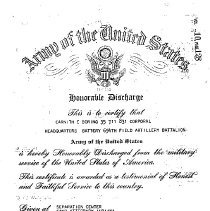 Army of the United States
Honorable Discharge
This is to certify that
CORPORAL
HEADQUARTERS BATTERY FIELD ARTILLERY BATTALION
Army of the United States
is hereby Honorably Discharged from the military
service of the United States of America.
This certificate is awarded as a testimonial of Honest
and Faithful Service to this country.
Given at SEPARATION CENTER